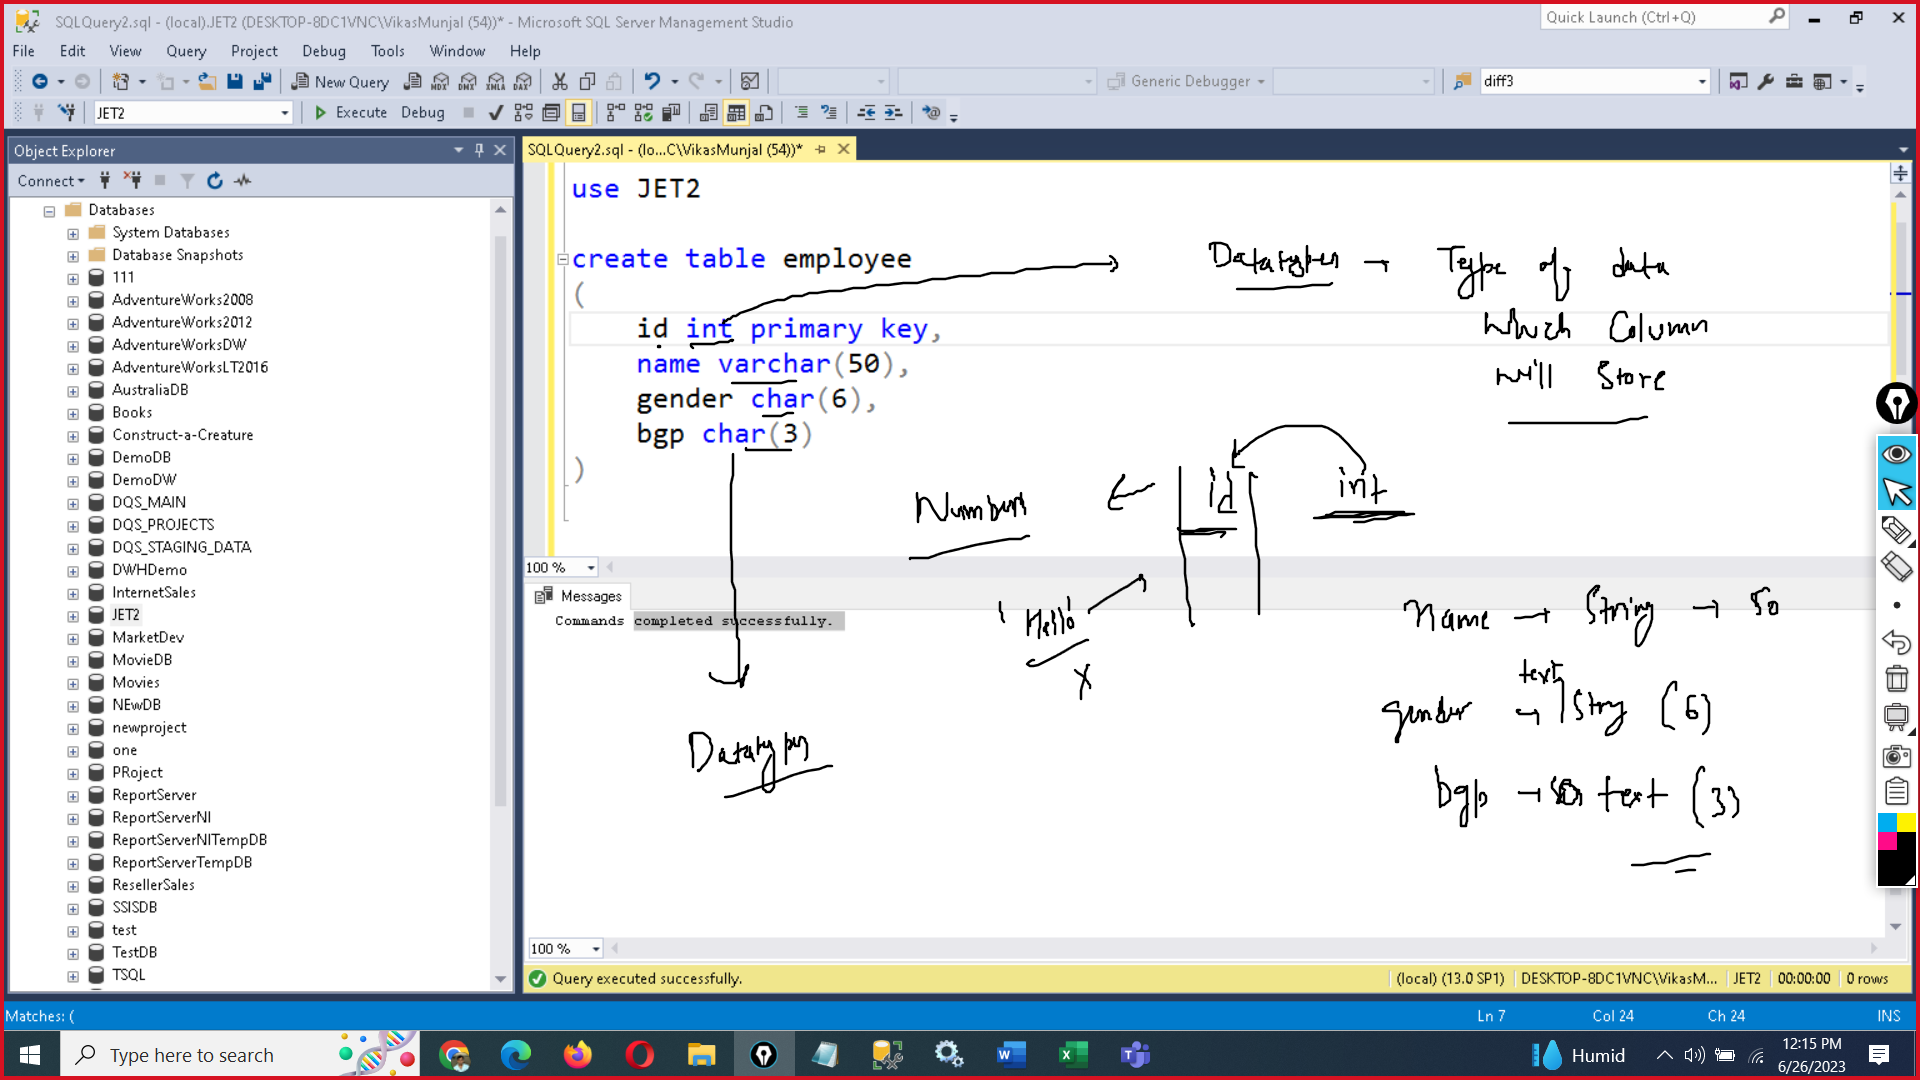 SQLQuery2.sql - (local).JET2 (DESKTOP-8DC1VNC\VikasMunjal (54))* - Microsoft SQL Server Management Studio
Quick Launch (Ctrl+Q)
File Edit View Query Project Debug Tools Window Help
New Query MDX DMX XMLA DAX Generic Debugger diff3
JET2 Execute Debug
Object Explorer
Connect
Databases
System Databases
Database Snapshots
111
AdventureWorks2008
AdventureWorks2012
AdventureWorksDW
AdventureWorksLT2016
AustraliaDB
Books
Construct-a-Creature
DemoDB
DemoDW
DQS_MAIN
DQS_PROJECTS
DQS_STAGING_DATA
DWHDemo
InternetSales
JET2
MarketDev
MovieDB
Movies
NEwDB
newproject
one
PRoject
ReportServer
ReportServerNI
ReportServerNITempDB
ReportServerTempDB
ResellerSales
SSISDB
test
TestDB
TSQL
SQLQuery2.sql - (lo...C\VikasMunjal (54))*
use JET2
create table employee
(
id int primary key,
name varchar(50),
gender char(6),
bgp char(3)
)
Datatypes → Type of data
which Column
will Store
Numbers ← id int
'Hello' X
Datatypes
name → String → 50
text
gender → String (6)
bgp → text (3)
100 %
Messages
Commands completed successfully.
100 %
Query executed successfully. (local) (13.0 SP1) DESKTOP-8DC1VNC\VikasM... JET2 00:00:00 0 rows
Matches: ( Ln 7 Col 24 Ch 24 INS
Type here to search Humid 12:15 PM
6/26/2023